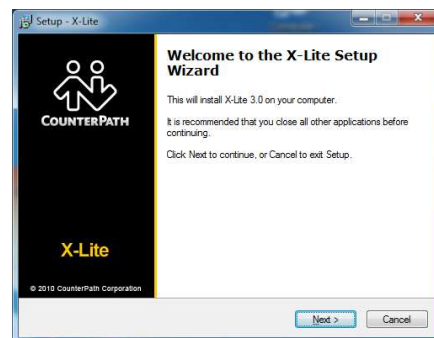 Setup - X-Lite
COUNTERPATH
X-Lite
© 2010 CounterPath Corporation
Welcome to the X-Lite Setup
Wizard
This will install X-Lite 3.0 on your computer.
It is recommended that you close all other applications before
continuing.
Click Next to continue, or Cancel to exit Setup.
Next >
Cancel